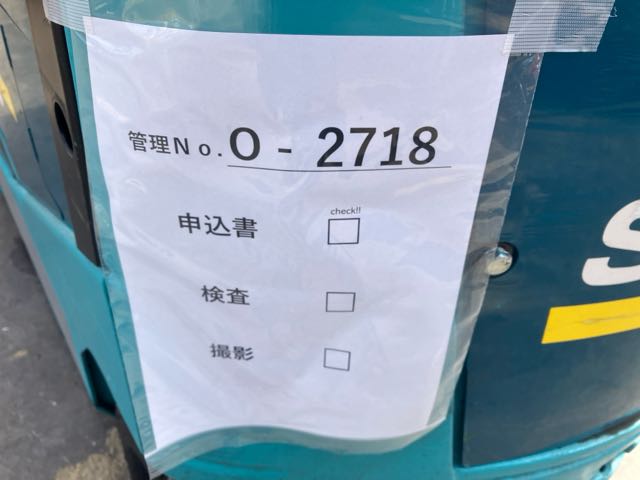 管理No. O - 2718
check!!
申込書 □
検査 □
撮影 □
S